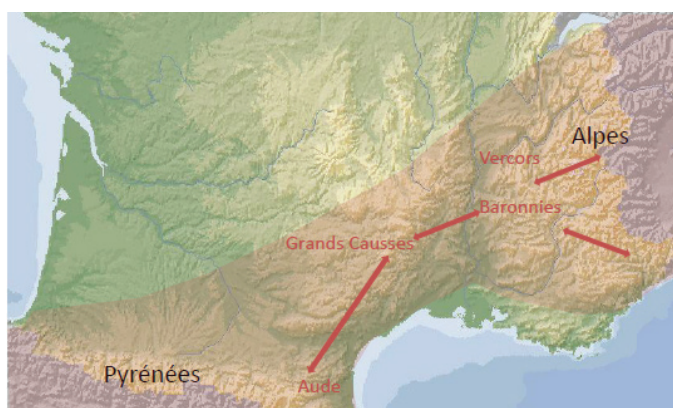 Alpes
Vercors
Baronnies
Grands Causses
Pyrénées
Aude